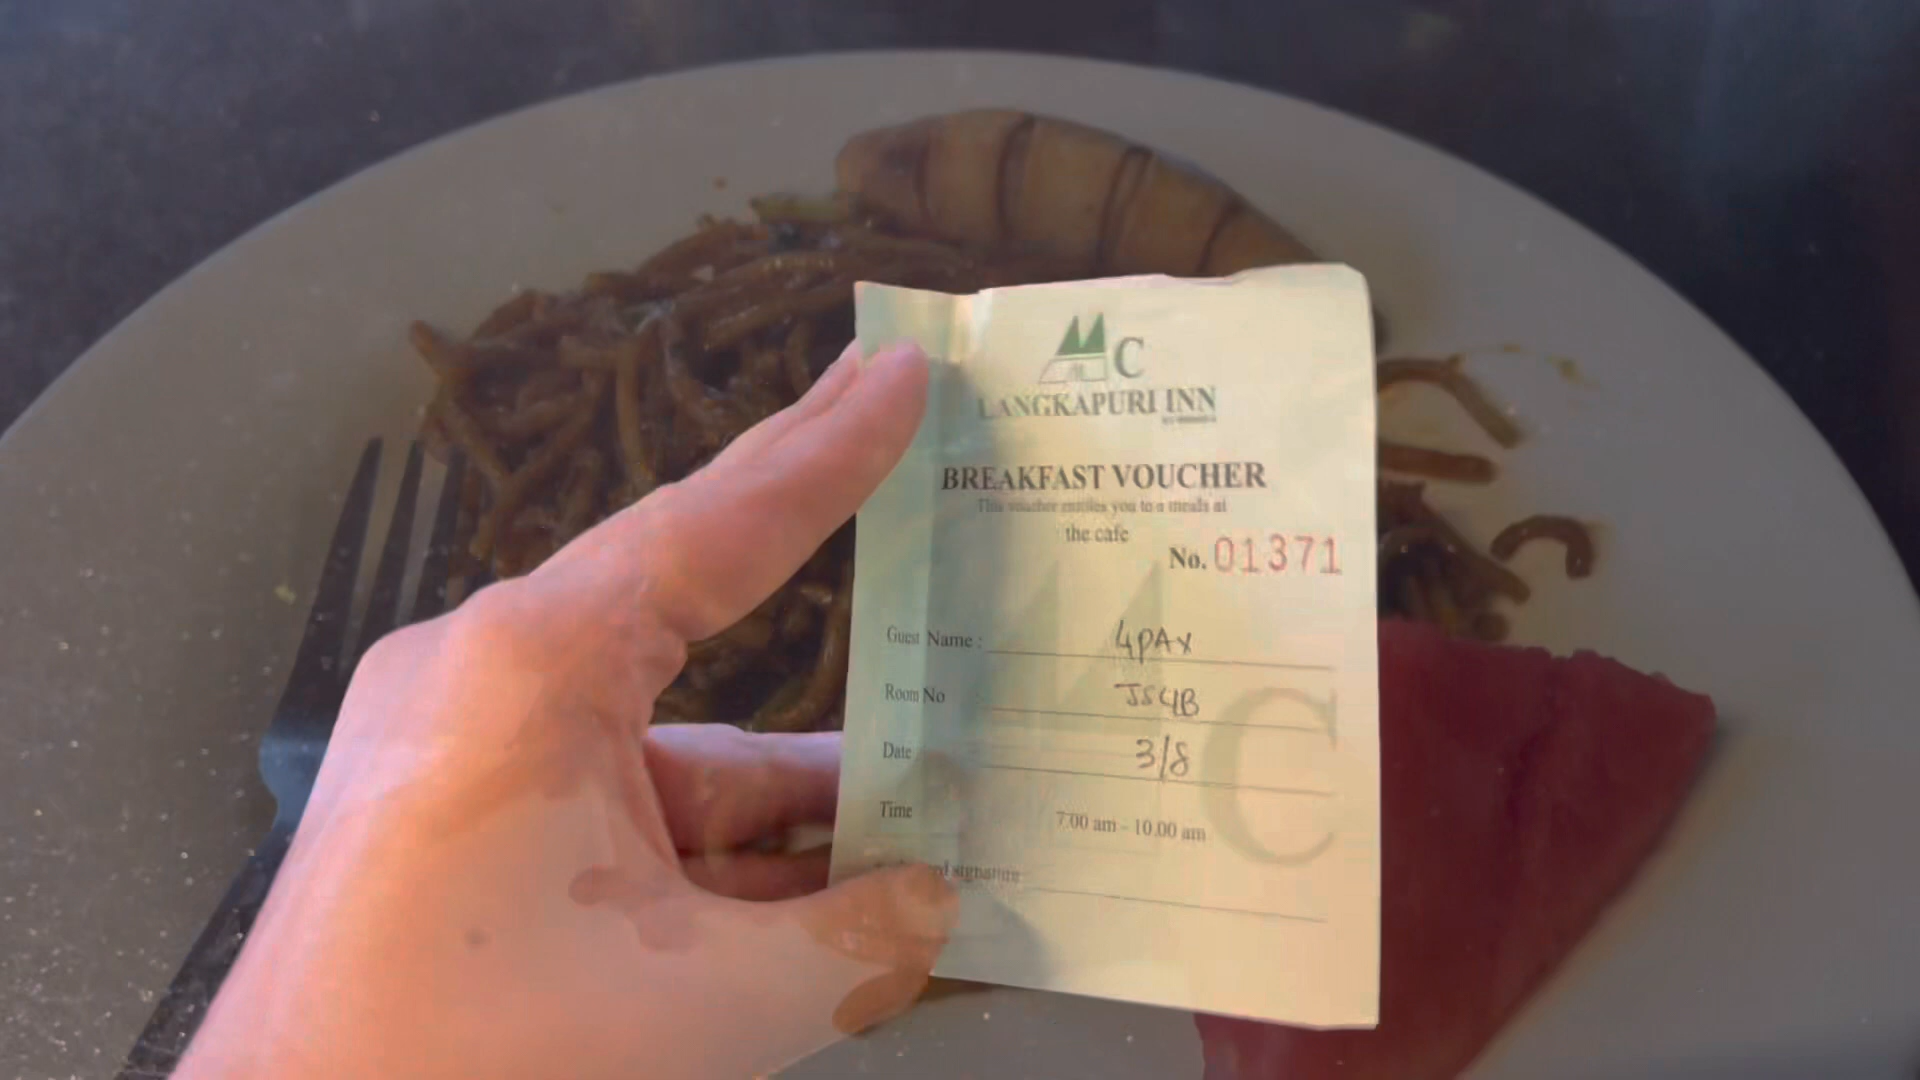 C
LANGKAPURI INN
BREAKFAST VOUCHER
This voucher entitles you to a meals at
the cafe
No. 01371
Guest Name : 4PAX
Room No JS4B
Date 3/8
Time 7.00 am - 10.00 am
signature